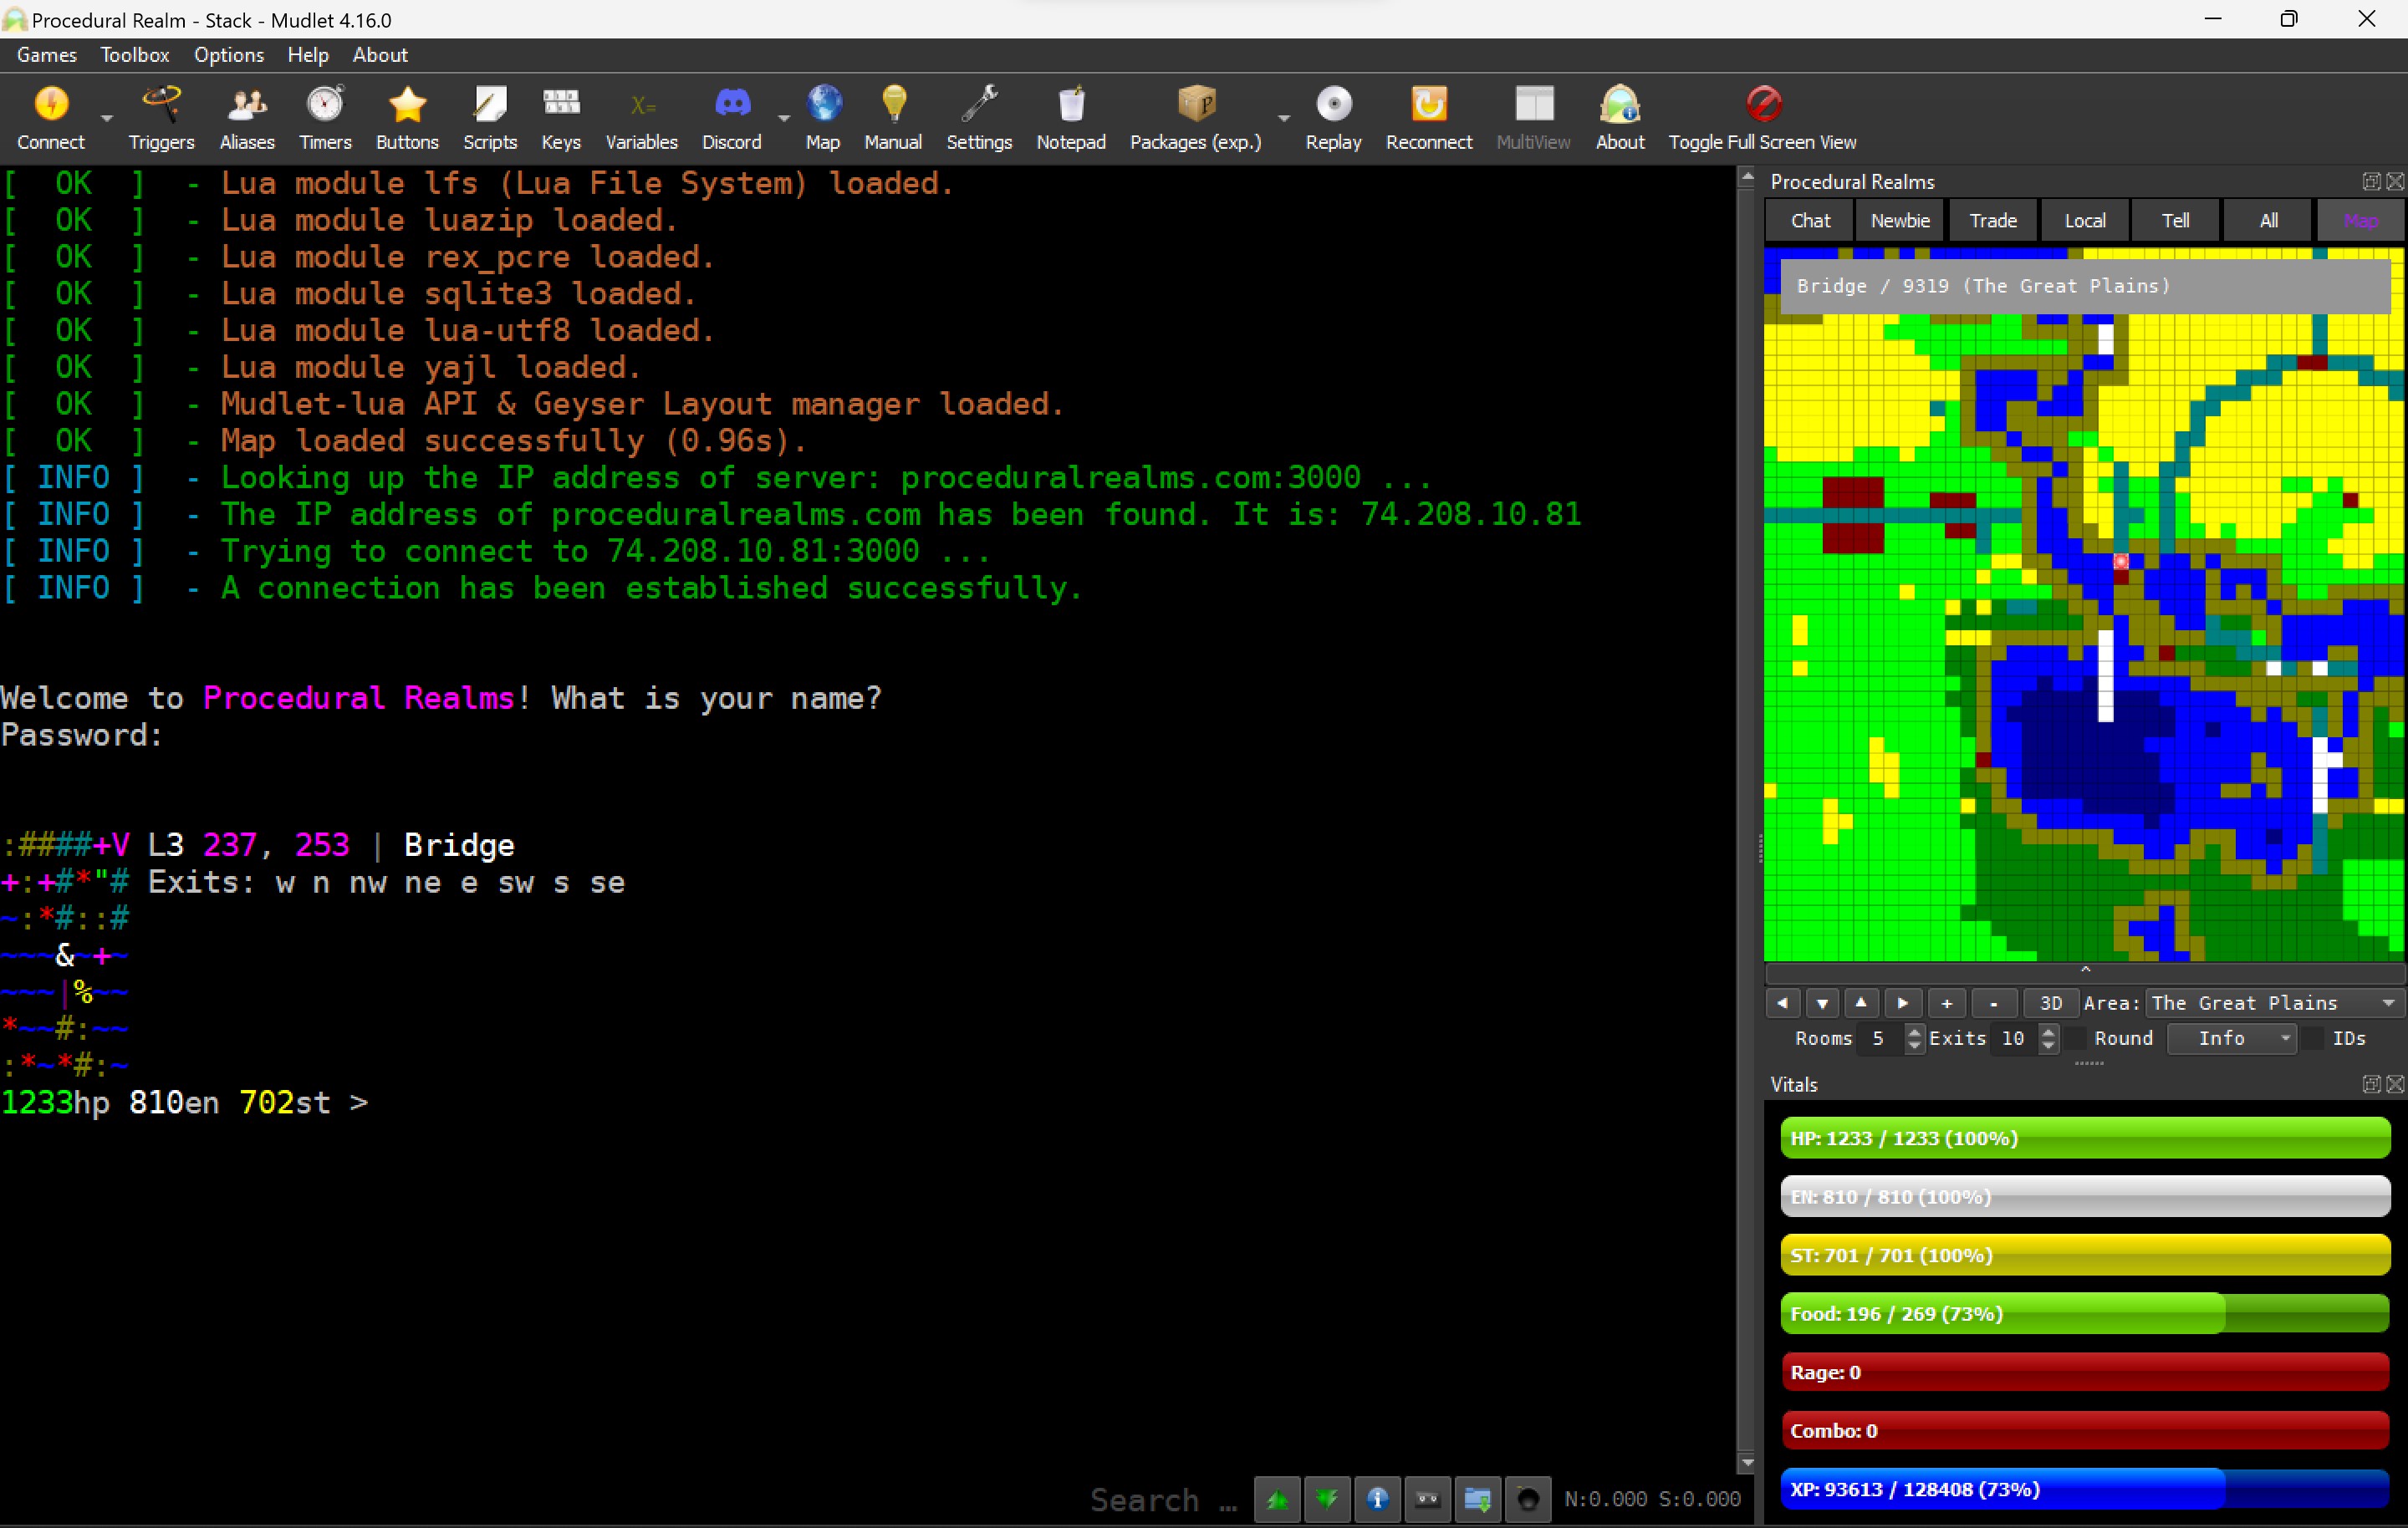 Procedural Realm - Stack - Mudlet 4.16.0
Games Toolbox Options Help About
Connect Triggers Aliases Timers Buttons Scripts Keys Variables Discord Map Manual Settings Notepad Packages (exp.) Replay Reconnect MultiView About Toggle Full Screen View
[  OK  ]  - Lua module lfs (Lua File System) loaded.
[  OK  ]  - Lua module luazip loaded.
[  OK  ]  - Lua module rex_pcre loaded.
[  OK  ]  - Lua module sqlite3 loaded.
[  OK  ]  - Lua module lua-utf8 loaded.
[  OK  ]  - Lua module yajl loaded.
[  OK  ]  - Mudlet-lua API & Geyser Layout manager loaded.
[  OK  ]  - Map loaded successfully (0.96s).
[ INFO ]  - Looking up the IP address of server: proceduralrealms.com:3000 ...
[ INFO ]  - The IP address of proceduralrealms.com has been found. It is: 74.208.10.81
[ INFO ]  - Trying to connect to 74.208.10.81:3000 ...
[ INFO ]  - A connection has been established successfully.
Welcome to Procedural Realms! What is your name?
Password:
:####+V L3 237, 253 | Bridge
+:+#*"# Exits: w n nw ne e sw s se
~:*#::#
~~~&~+~
~~~|%~~
*~~#:~~
:*~*#:~
1233hp 810en 702st >
Search ...
N:0.000 S:0.000
Procedural Realms
Chat Newbie Trade Local Tell All Map
Bridge / 9319 (The Great Plains)
+ - 3D Area: The Great Plains
Rooms 5 Exits 10 Round Info IDs
Vitals
HP: 1233 / 1233 (100%)
EN: 810 / 810 (100%)
ST: 701 / 701 (100%)
Food: 196 / 269 (73%)
Rage: 0
Combo: 0
XP: 93613 / 128408 (73%)